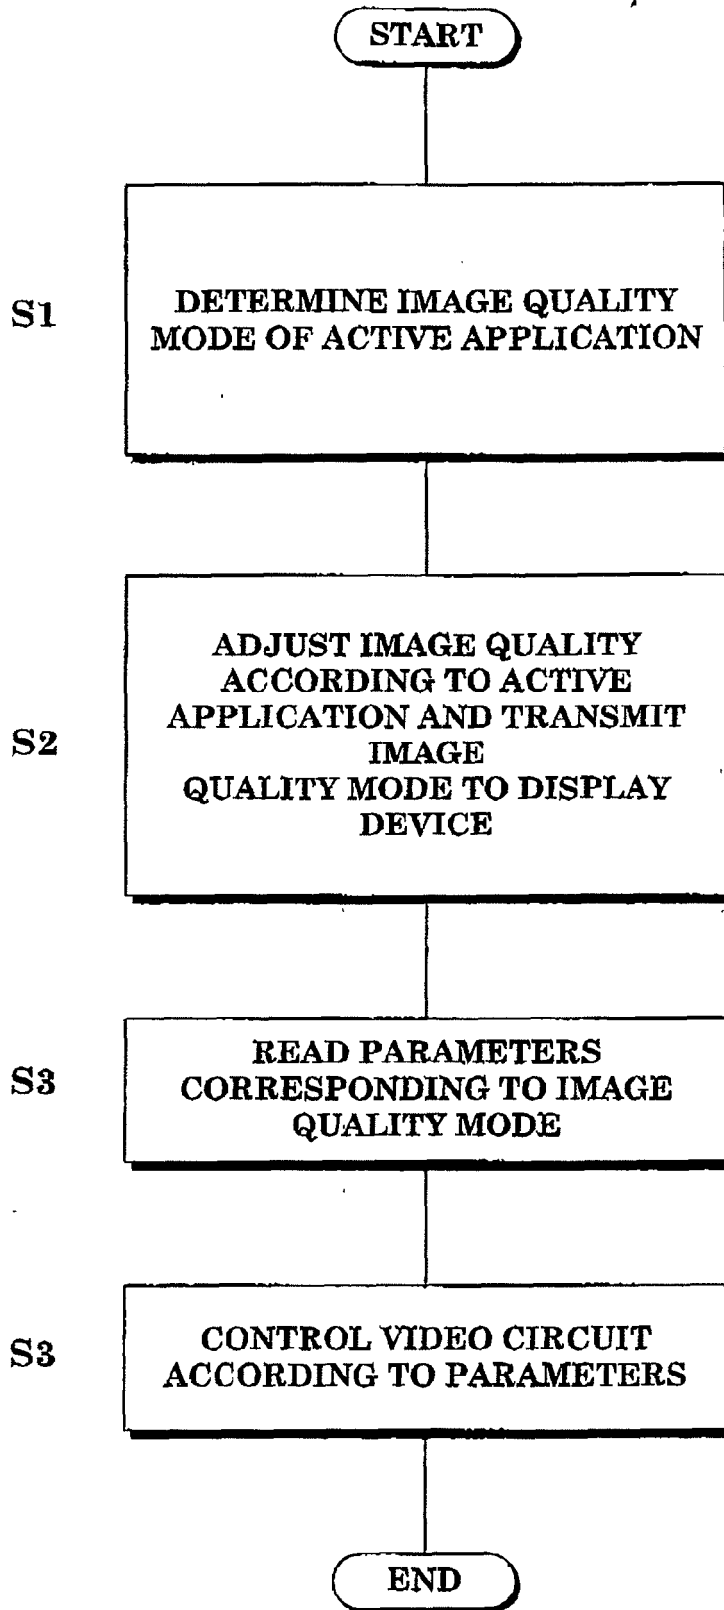 START
S1
DETERMINE IMAGE QUALITY
MODE OF ACTIVE APPLICATION
S2
ADJUST IMAGE QUALITY
ACCORDING TO ACTIVE
APPLICATION AND TRANSMIT
IMAGE
QUALITY MODE TO DISPLAY
DEVICE
S3
READ PARAMETERS
CORRESPONDING TO IMAGE
QUALITY MODE
S3
CONTROL VIDEO CIRCUIT
ACCORDING TO PARAMETERS
END